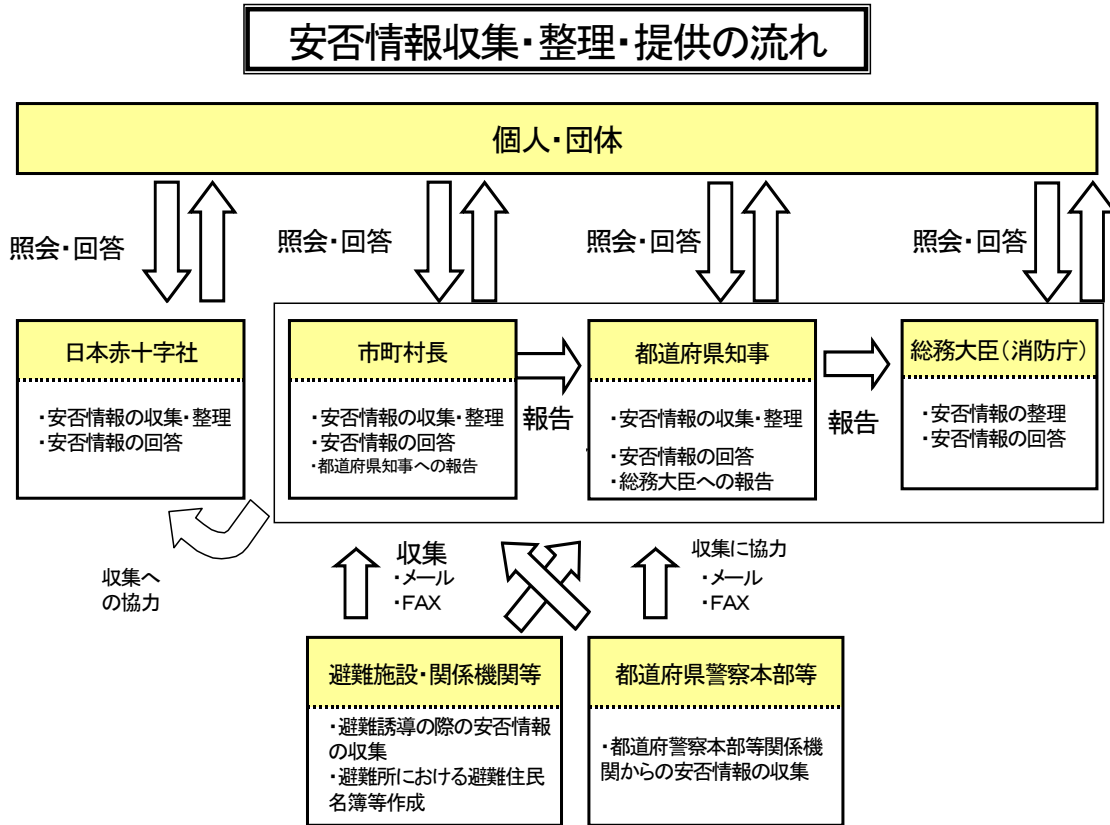 安否情報収集・整理・提供の流れ
個人・団体
照会・回答
照会・回答
照会・回答
照会・回答
日本赤十字社
・安否情報の収集・整理
・安否情報の回答
市町村長
・安否情報の収集・整理
・安否情報の回答
・都道府県知事への報告
報告
都道府県知事
・安否情報の収集・整理
・安否情報の回答
・総務大臣への報告
報告
総務大臣(消防庁)
・安否情報の整理
・安否情報の回答
収集へ
の協力
収集
・メール
・FAX
収集に協力
・メール
・FAX
避難施設・関係機関等
・避難誘導の際の安否情報
の収集
・避難所における避難住民
名簿等作成
都道府県警察本部等
・都道府警察本部等関係機
関からの安否情報の収集